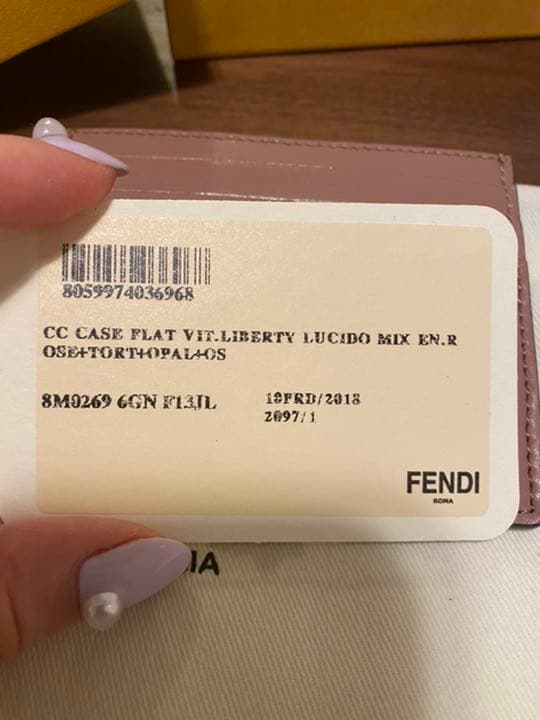 8059974036968
CC CASE FLAT VIT.LIBERTY LUCIDO MIX EN.R
OSE+TORT+OPAL+OS
8M0269 6GN F13JL
19FRD/2018
2097/1
FENDI
ROMA
IA